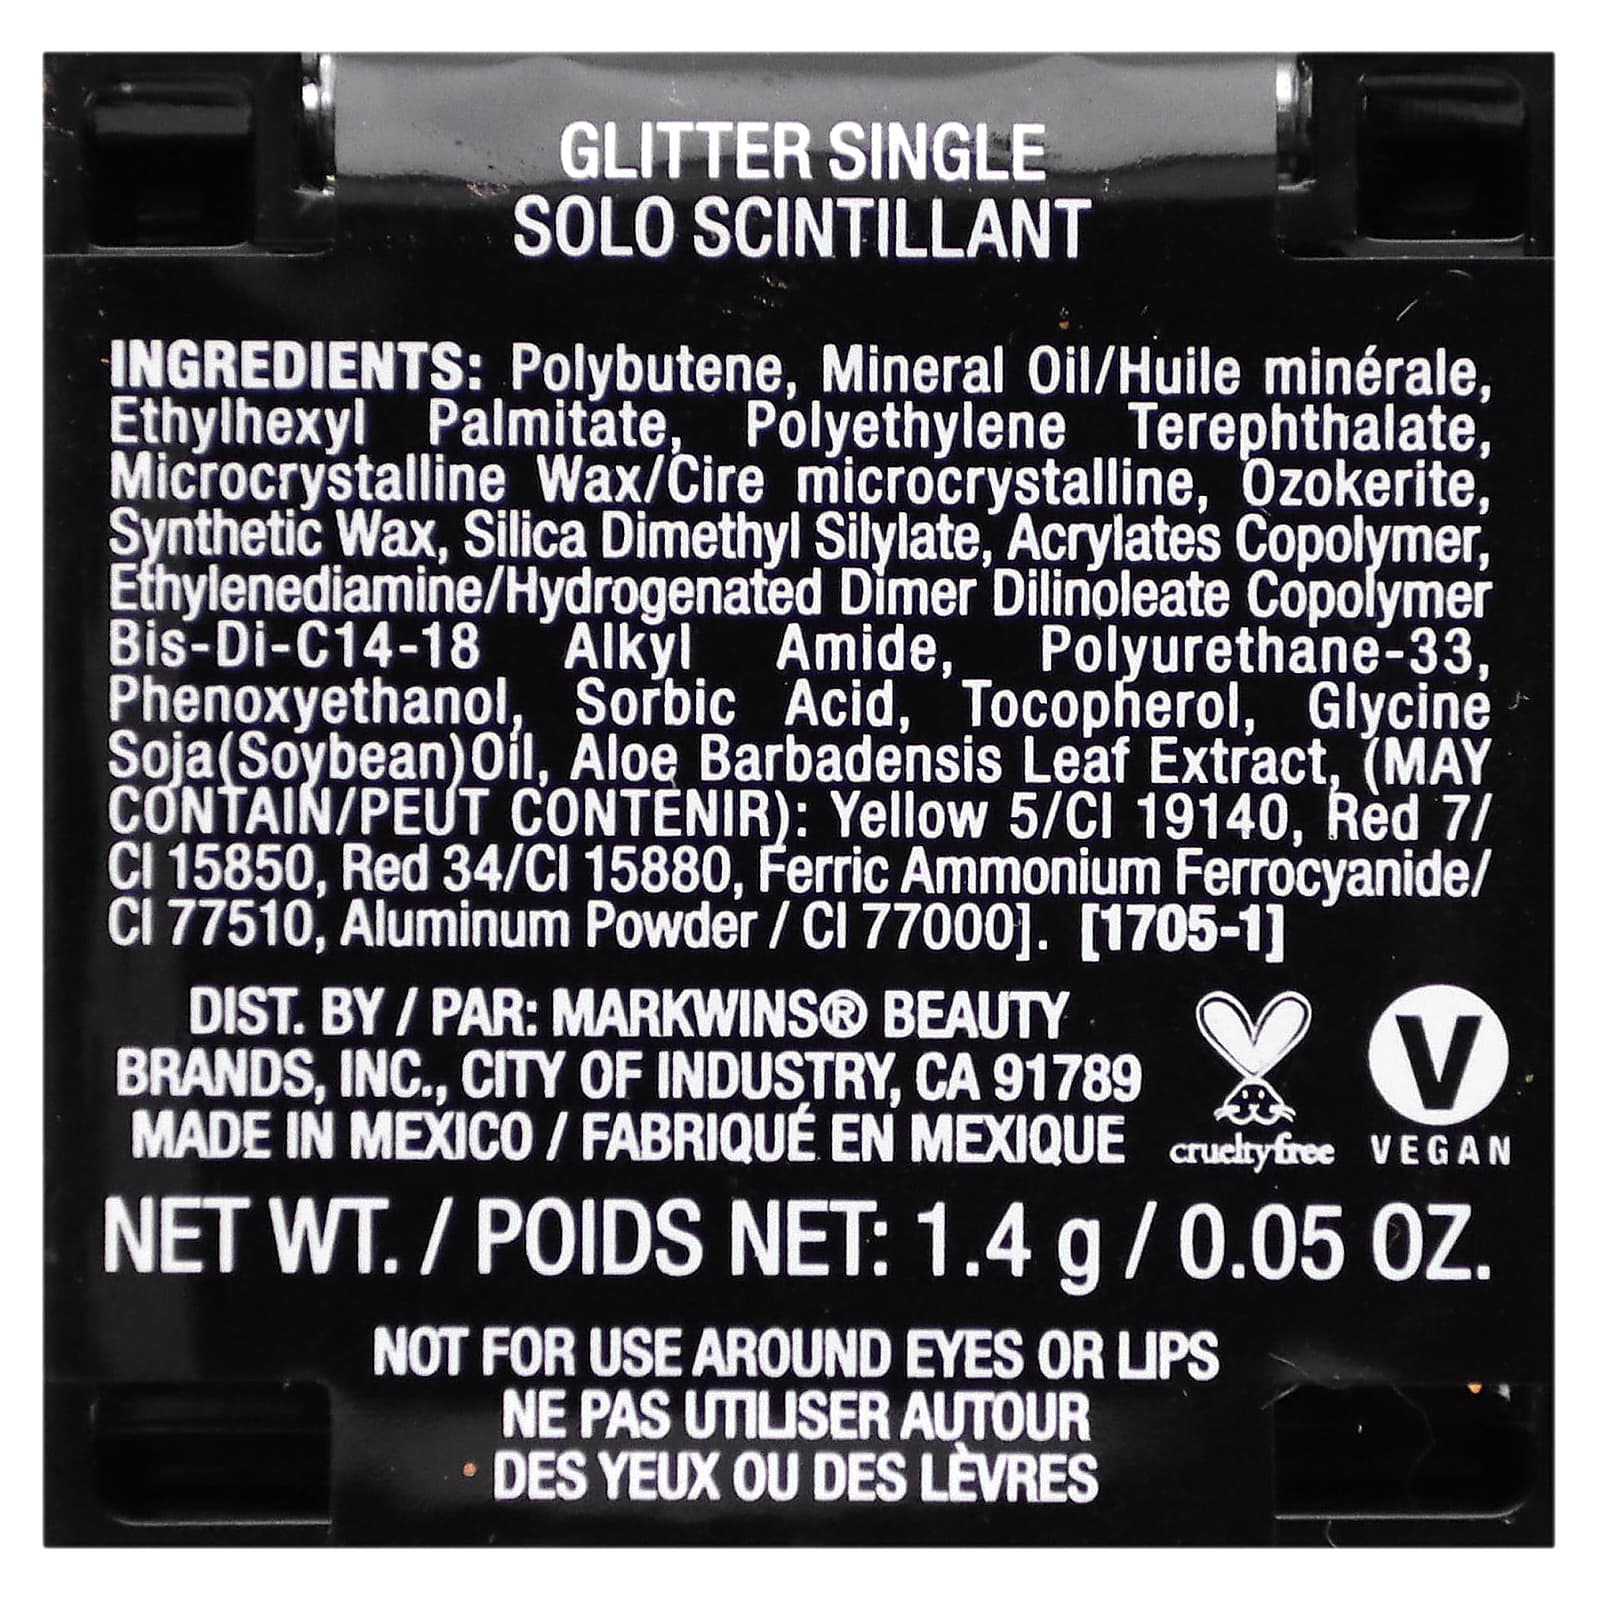 GLITTER SINGLE
SOLO SCINTILLANT
INGREDIENTS: Polybutene, Mineral Oil/Huile minérale,
Ethylhexyl Palmitate, Polyethylene Terephthalate,
Microcrystalline Wax/Cire microcrystalline, Ozokerite,
Synthetic Wax, Silica Dimethyl Silylate, Acrylates Copolymer,
Ethylenediamine/Hydrogenated Dimer Dilinoleate Copolymer
Bis-Di-C14-18 Alkyl Amide, Polyurethane-33,
Phenoxyethanol, Sorbic Acid, Tocopherol, Glycine
Soja(Soybean)Oil, Aloe Barbadensis Leaf Extract, (MAY
CONTAIN/PEUT CONTENIR): Yellow 5/CI 19140, Red 7/
CI 15850, Red 34/CI 15880, Ferric Ammonium Ferrocyanide/
CI 77510, Aluminum Powder / CI 77000]. [1705-1]
DIST. BY / PAR: MARKWINS® BEAUTY
BRANDS, INC., CITY OF INDUSTRY, CA 91789
MADE IN MEXICO / FABRIQUÉ EN MEXIQUE
crueltyfree
V
VEGAN
NET WT. / POIDS NET: 1.4 g / 0.05 OZ.
NOT FOR USE AROUND EYES OR LIPS
NE PAS UTILISER AUTOUR
DES YEUX OU DES LÈVRES